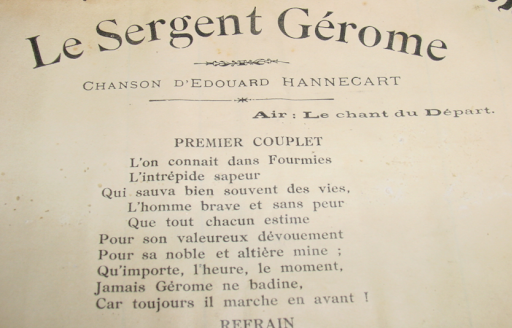 Le Sergent Gérome
CHANSON D'EDOUARD HANNECART
Air : Le chant du Départ.
PREMIER COUPLET
L'on connait dans Fourmies
L'intrépide sapeur
Qui sauva bien souvent des vies,
L'homme brave et sans peur
Que tout chacun estime
Pour son valeureux dévouement
Pour sa noble et altière mine ;
Qu'importe, l'heure, le moment,
Jamais Gérome ne badine,
Car toujours il marche en avant !
REFRAIN